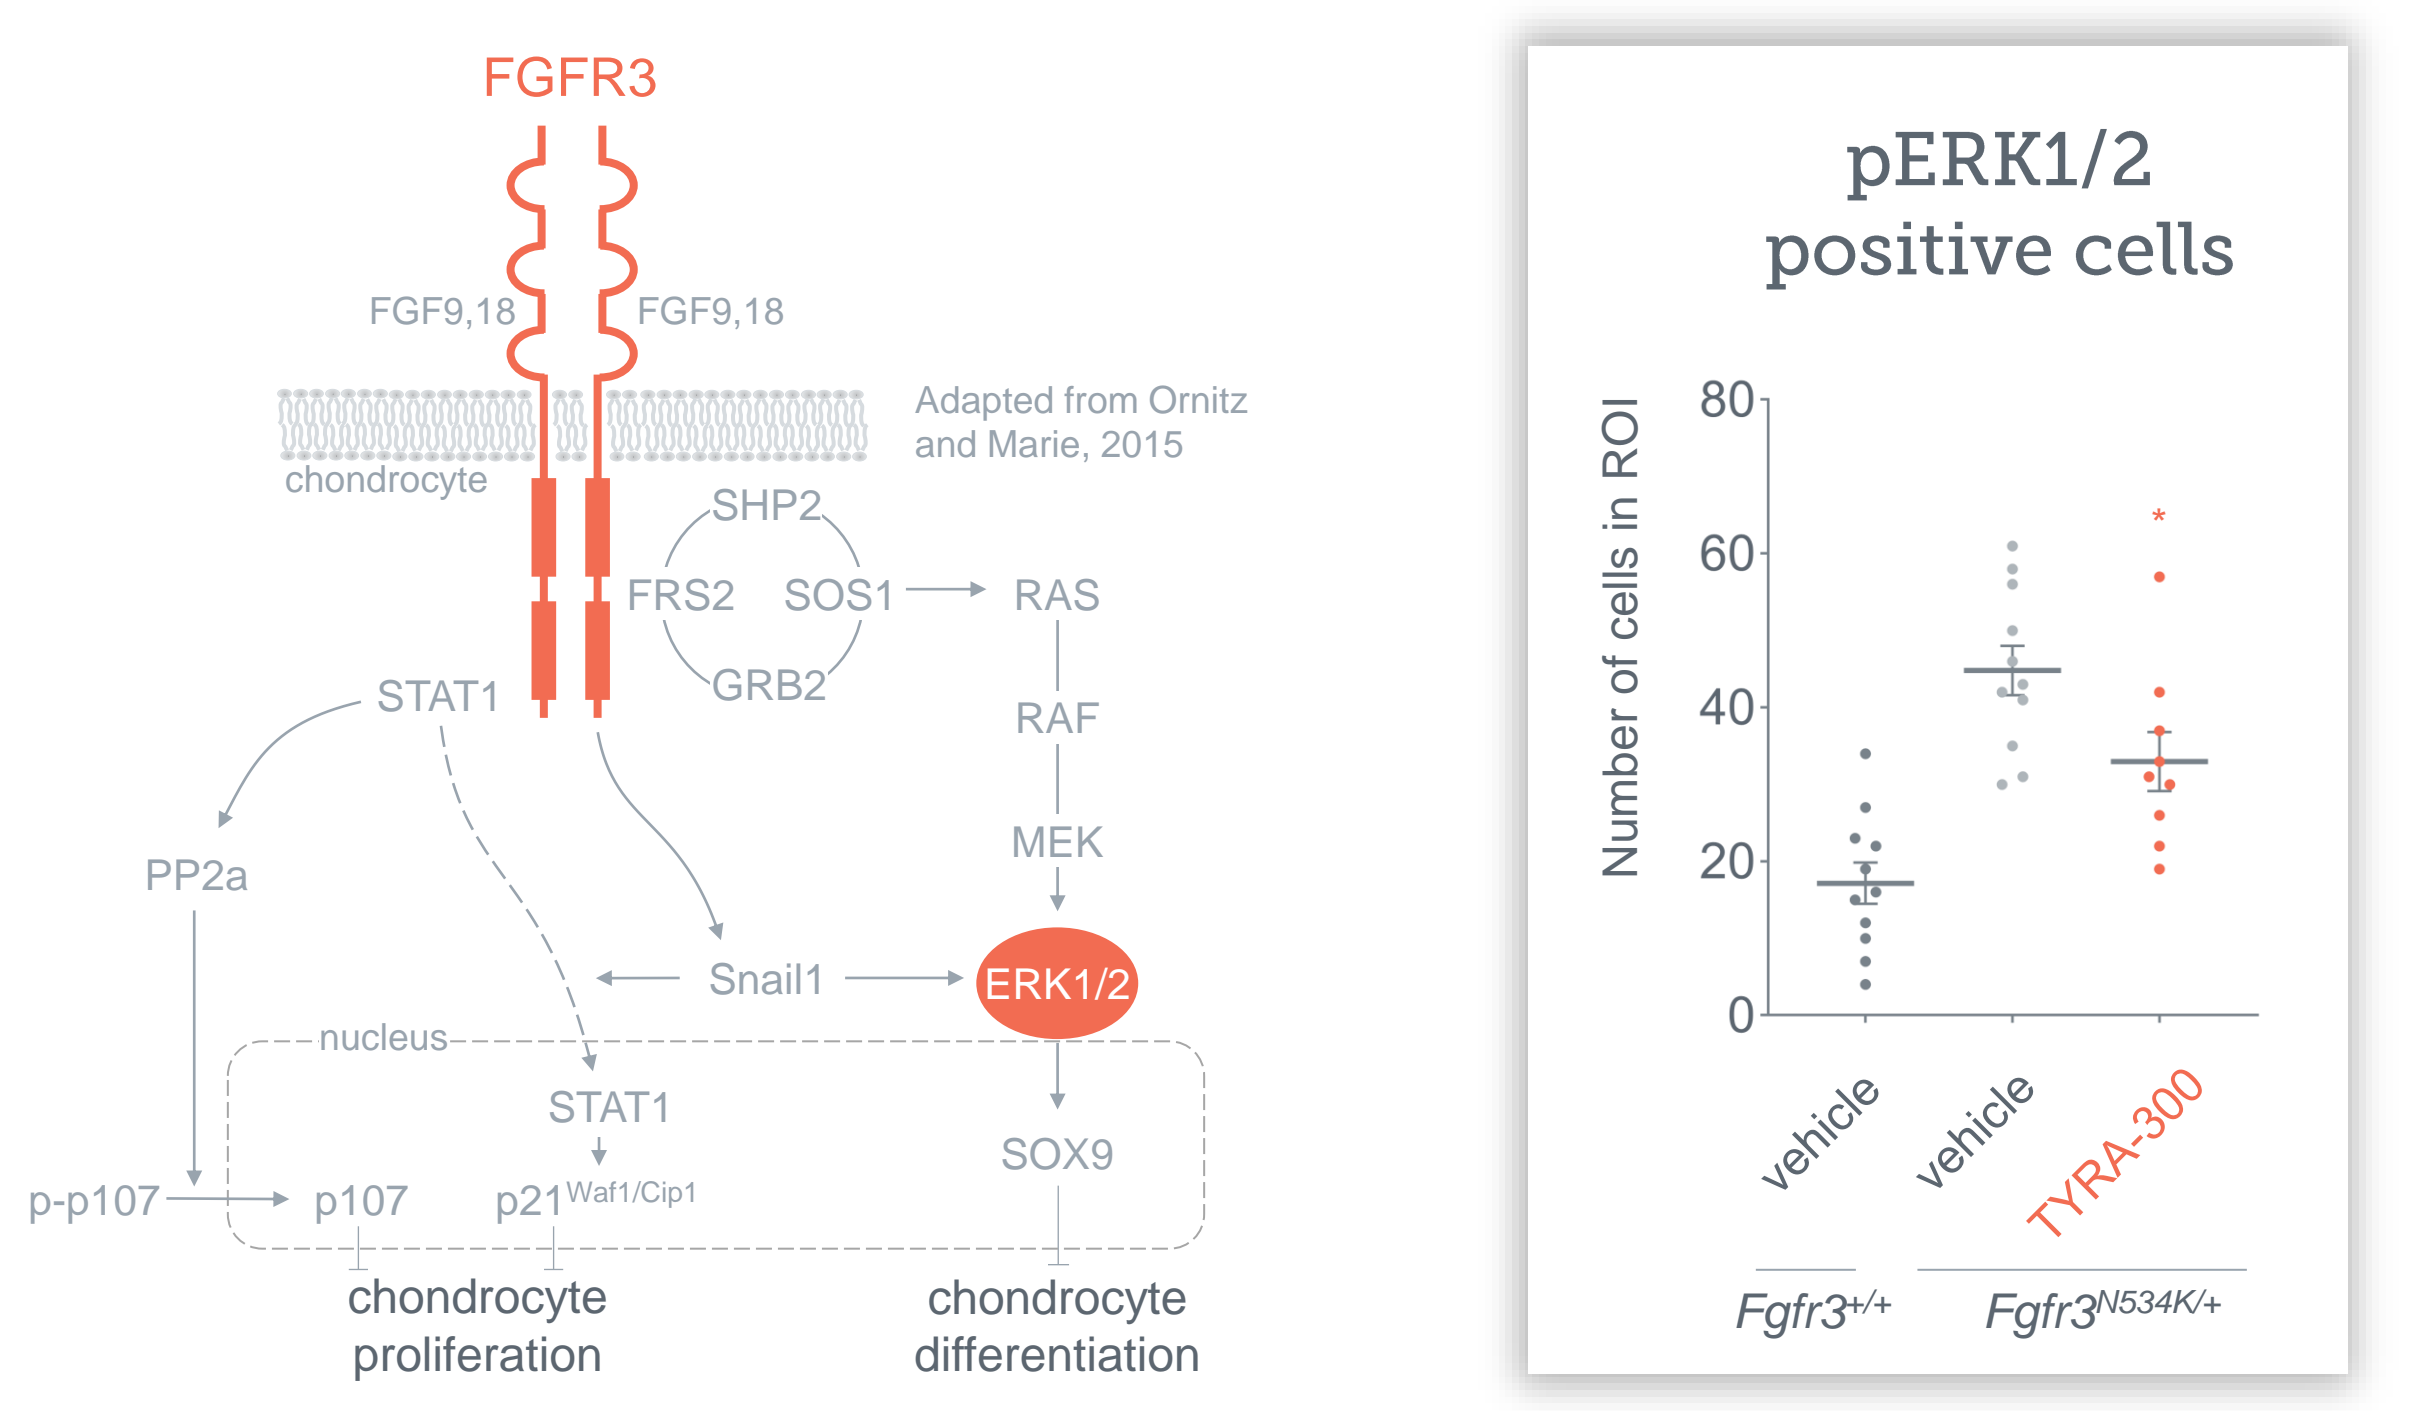 FGFR3
FGF9,18
FGF9,18
Adapted from Ornitz
and Marie, 2015
chondrocyte
SHP2
FRS2
SOS1
RAS
GRB2
STAT1
RAF
MEK
PP2a
Snail1
ERK1/2
nucleus
STAT1
SOX9
p-p107
p107
p21Waf1/Cip1
chondrocyte
proliferation
chondrocyte
differentiation
pERK1/2
positive cells
Number of cells in ROI
80
60
40
20
0
*
vehicle
vehicle
TYRA-300
Fgfr3+/+
Fgfr3N534K/+